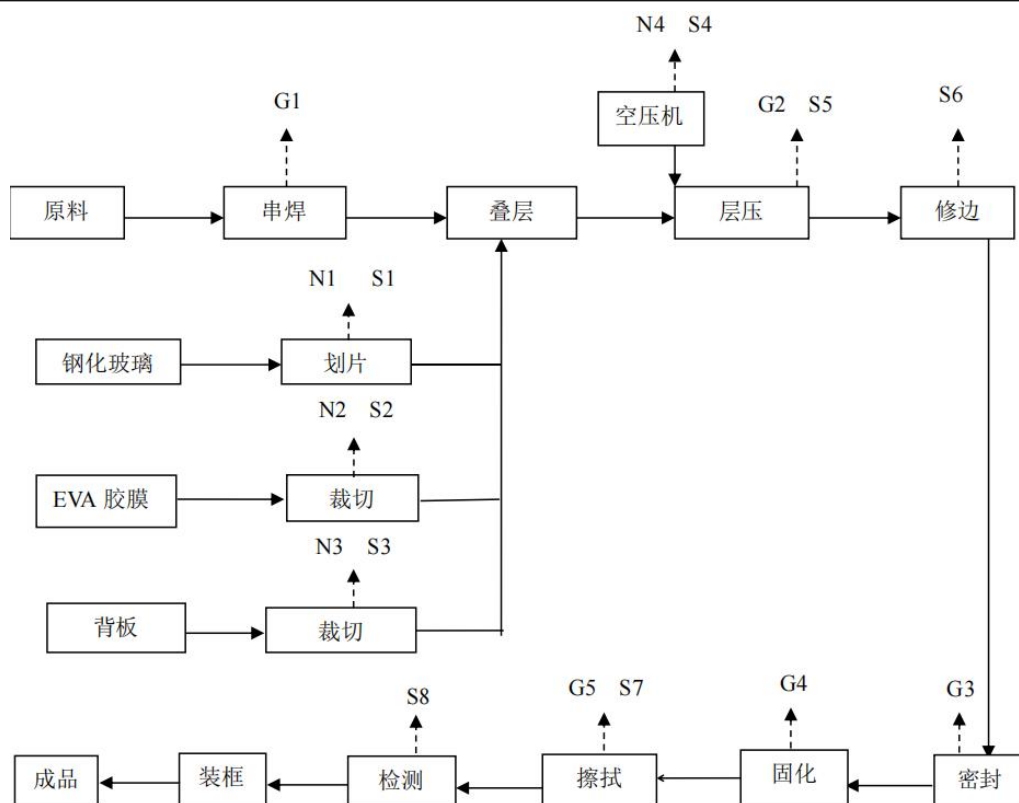 N4 S4
G1
空压机
G2 S5
S6
原料
串焊
叠层
层压
修边
N1 S1
钢化玻璃
划片
N2 S2
EVA 胶膜
裁切
N3 S3
背板
裁切
S8
G5 S7
G4
G3
成品
装框
检测
擦拭
固化
密封